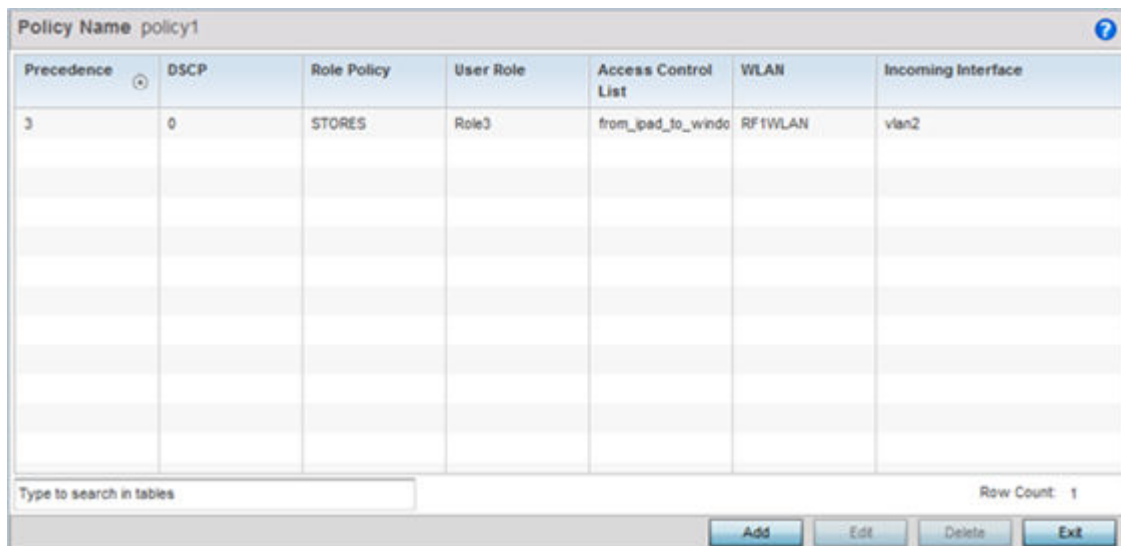 Policy Name policy1
Precedence DSCP Role Policy User Role Access Control List WLAN Incoming Interface
3 0 STORES Role3 from_ipad_to_windo RF1WLAN vlan2
Type to search in tables Row Count: 1
Add Edit Delete Exit